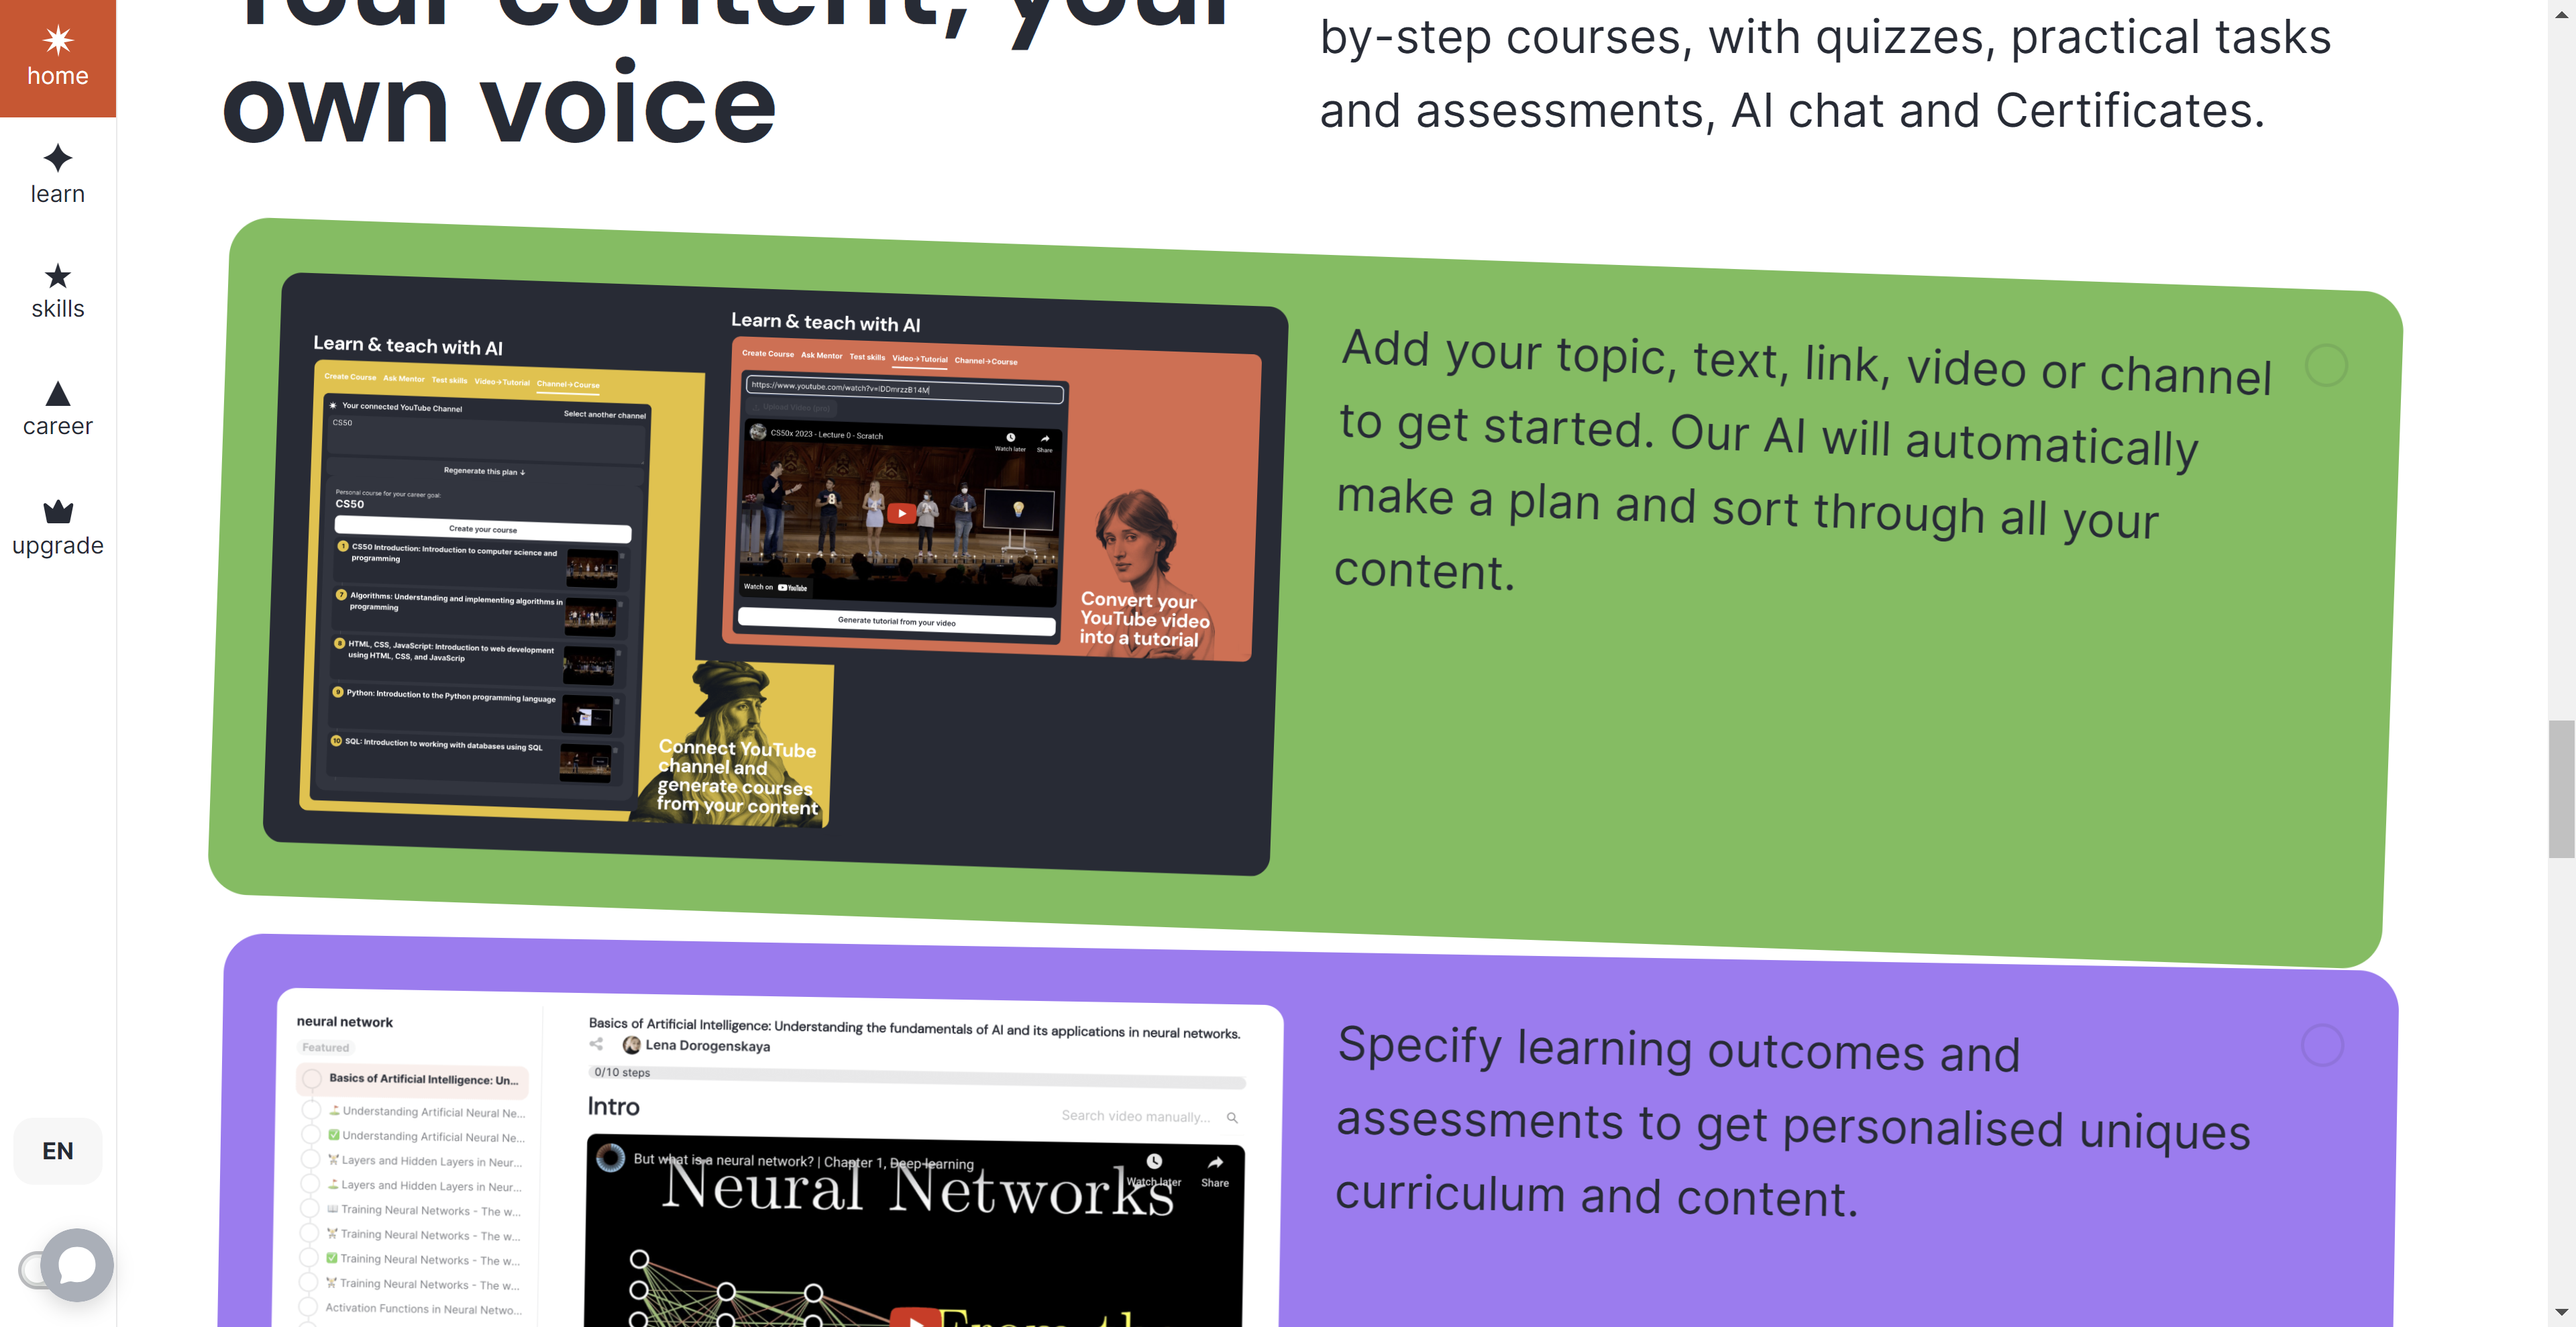 home
learn
skills
career
upgrade
EN
Your content, your
own voice
by-step courses, with quizzes, practical tasks
and assessments, AI chat and Certificates.
Learn & teach with AI
Create Course Ask Mentor Test skills Video→Tutorial Channel→Course
Your connected YouTube Channel
Select another channel
CS50
Regenerate this plan ↓
Personal course for your career goal:
CS50
Create your course
1 CS50 Introduction: Introduction to computer science and
programming
7 Algorithms: Understanding and implementing algorithms in
programming
8 HTML, CSS, JavaScript: Introduction to web development
using HTML, CSS, and JavaScrip
9 Python: Introduction to the Python programming language
10 SQL: Introduction to working with databases using SQL
Connect YouTube
channel and
generate courses
from your content
Learn & teach with AI
Create Course Ask Mentor Test skills Video→Tutorial Channel→Course
https://www.youtube.com/watch?v=IDDmrzzB14M
Upload Video (pro)
CS50x 2023 - Lecture 0 - Scratch
Watch later
Share
Watch on YouTube
Generate tutorial from your video
Convert your
YouTube video
into a tutorial
Add your topic, text, link, video or channel
to get started. Our AI will automatically
make a plan and sort through all your
content.
neural network
Featured
Basics of Artificial Intelligence: Un...
Understanding Artificial Neural Ne...
Understanding Artificial Neural Ne...
Layers and Hidden Layers in Neur...
Layers and Hidden Layers in Neur...
Training Neural Networks - The w...
Training Neural Networks - The w...
Training Neural Networks - The w...
Training Neural Networks - The w...
Activation Functions in Neural Netwo...
Basics of Artificial Intelligence: Understanding the fundamentals of AI and its applications in neural networks.
Lena Dorogenskaya
0/10 steps
Intro
Search video manually...
But what is a neural network? | Chapter 1, Deep learning
Watch later
Share
Neural Networks
From th
Specify learning outcomes and
assessments to get personalised uniques
curriculum and content.